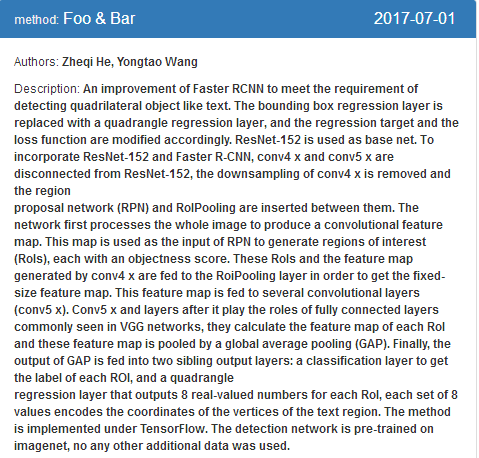 method: Foo & Bar 2017-07-01
Authors: Zheqi He, Yongtao Wang
Description: An improvement of Faster RCNN to meet the requirement of
detecting quadrilateral object like text. The bounding box regression layer is
replaced with a quadrangle regression layer, and the regression target and the
loss function are modified accordingly. ResNet-152 is used as base net. To
incorporate ResNet-152 and Faster R-CNN, conv4 x and conv5 x are
disconnected from ResNet-152, the downsampling of conv4 x is removed and
the region
proposal network (RPN) and RoIPooling are inserted between them. The
network first processes the whole image to produce a convolutional feature
map. This map is used as the input of RPN to generate regions of interest
(RoIs), each with an objectness score. These RoIs and the feature map
generated by conv4 x are fed to the RoiPooling layer in order to get the fixed-
size feature map. This feature map is fed to several convolutional layers
(conv5 x). Conv5 x and layers after it play the roles of fully connected layers
commonly seen in VGG networks, they calculate the feature map of each RoI
and these feature map is pooled by a global average pooling (GAP). Finally, the
output of GAP is fed into two sibling output layers: a classification layer to get
the label of each ROI, and a quadrangle
regression layer that outputs 8 real-valued numbers for each RoI, each set of 8
values encodes the coordinates of the vertices of the text region. The method
is implemented under TensorFlow. The detection network is pre-trained on
imagenet, no any other additional data was used.